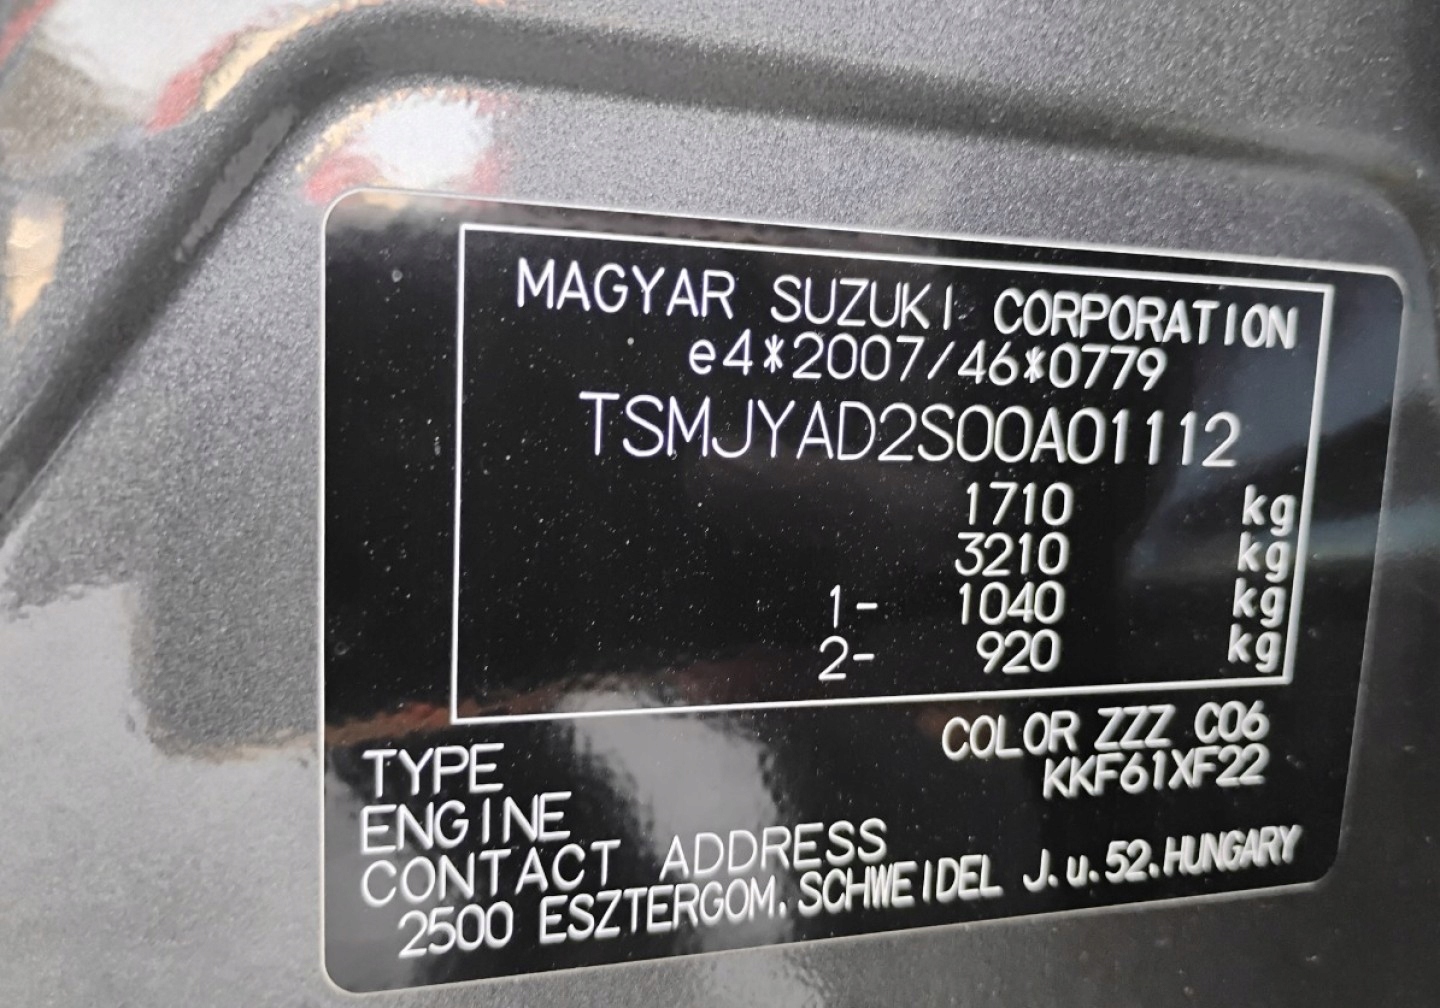 MAGYAR SUZUKI CORPORATION
e4*2007/46*0779
TSMJYAD2S00A01112
1710 kg
3210 kg
1- 1040 kg
2- 920 kg
COLOR ZZZ C06
TYPE KKF61XF22
ENGINE
CONTACT ADDRESS
2500 ESZTERGOM. SCHWEIDEL J.u.52.HUNGARY